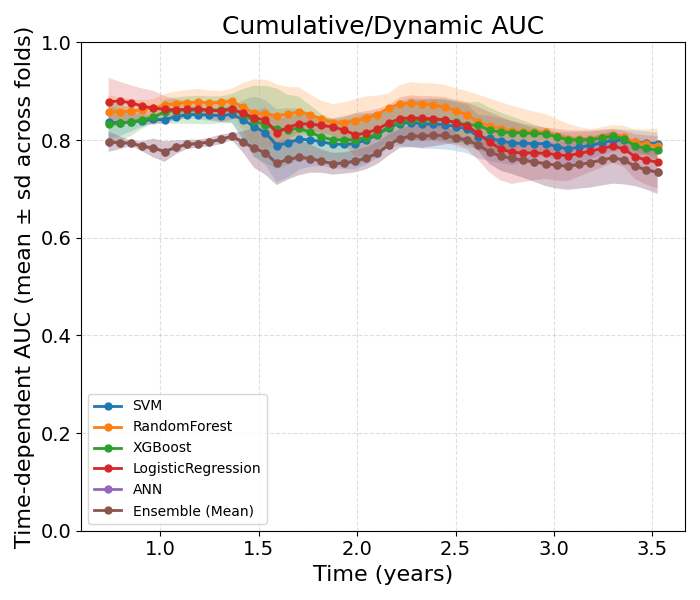 Cumulative/Dynamic AUC
Time-dependent AUC (mean ± sd across folds)
1.0
0.8
0.6
0.4
0.2
0.0
SVM
RandomForest
XGBoost
LogisticRegression
ANN
Ensemble (Mean)
1.0 1.5 2.0 2.5 3.0 3.5
Time (years)